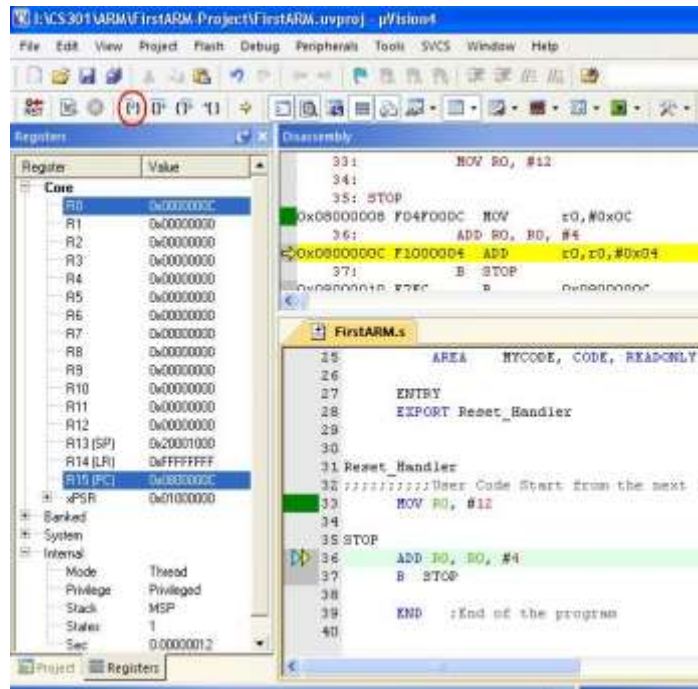 I:\CS301\ARM\FirstARM-Project\FirstARM.uvproj - µVision4
File Edit View Project Flash Debug Peripherals Tools SVCS Window Help
Registers
Register Value
Core
R0 0x0000000C
R1 0x00000000
R2 0x00000000
R3 0x00000000
R4 0x00000000
R5 0x00000000
R6 0x00000000
R7 0x00000000
R8 0x00000000
R9 0x00000000
R10 0x00000000
R11 0x00000000
R12 0x00000000
R13 (SP) 0x20001000
R14 (LR) 0xFFFFFFFF
R15 (PC) 0x0800000C
xPSR 0x01000000
Banked
System
Internal
Mode Thread
Privilege Privileged
Stack MSP
States 1
Sec 0.00000012
Project Registers
Disassembly
33: MOV R0, #12
34:
35: STOP
0x08000008 F04F000C MOV r0,#0x0C
36: ADD R0, R0, #4
0x0800000C F1000004 ADD r0,r0,#0x04
37: B STOP
0x08000010 E7FC B 0x0800000C
FirstARM.s
25 AREA MYCODE, CODE, READONLY
26
27 ENTRY
28 EXPORT Reset_Handler
29
30
31 Reset_Handler
32 ;;;;;;;;;;User Code Start from the next
33 MOV R0, #12
34
35 STOP
36 ADD R0, R0, #4
37 B STOP
38
39 END ;End of the program
40